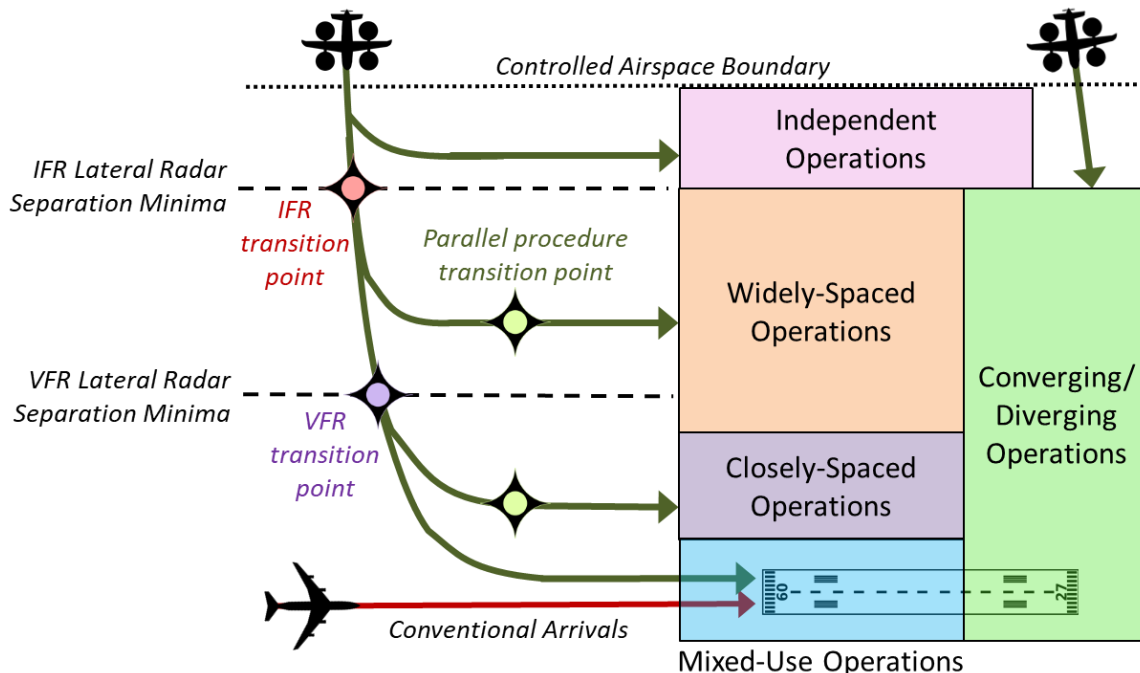 Controlled Airspace Boundary
Independent
Operations
IFR Lateral Radar
Separation Minima
IFR
transition
point
Parallel procedure
transition point
Widely-Spaced
Operations
VFR Lateral Radar
Separation Minima
VFR
transition
point
Converging/
Diverging
Operations
Closely-Spaced
Operations
09
27
Conventional Arrivals
Mixed-Use Operations